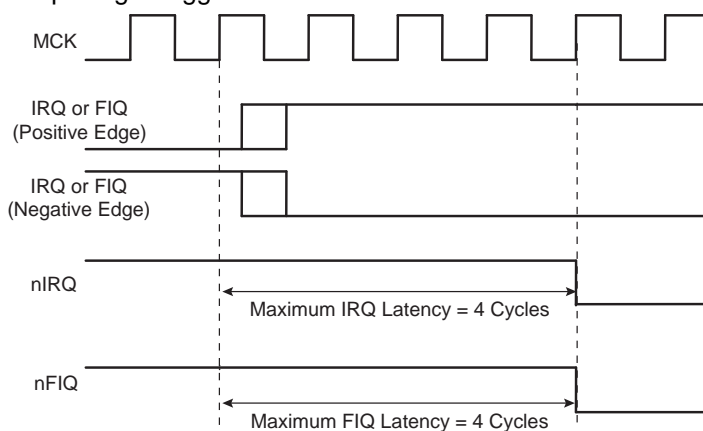 MCK
IRQ or FIQ
(Positive Edge)
IRQ or FIQ
(Negative Edge)
nIRQ
Maximum IRQ Latency = 4 Cycles
nFIQ
Maximum FIQ Latency = 4 Cycles